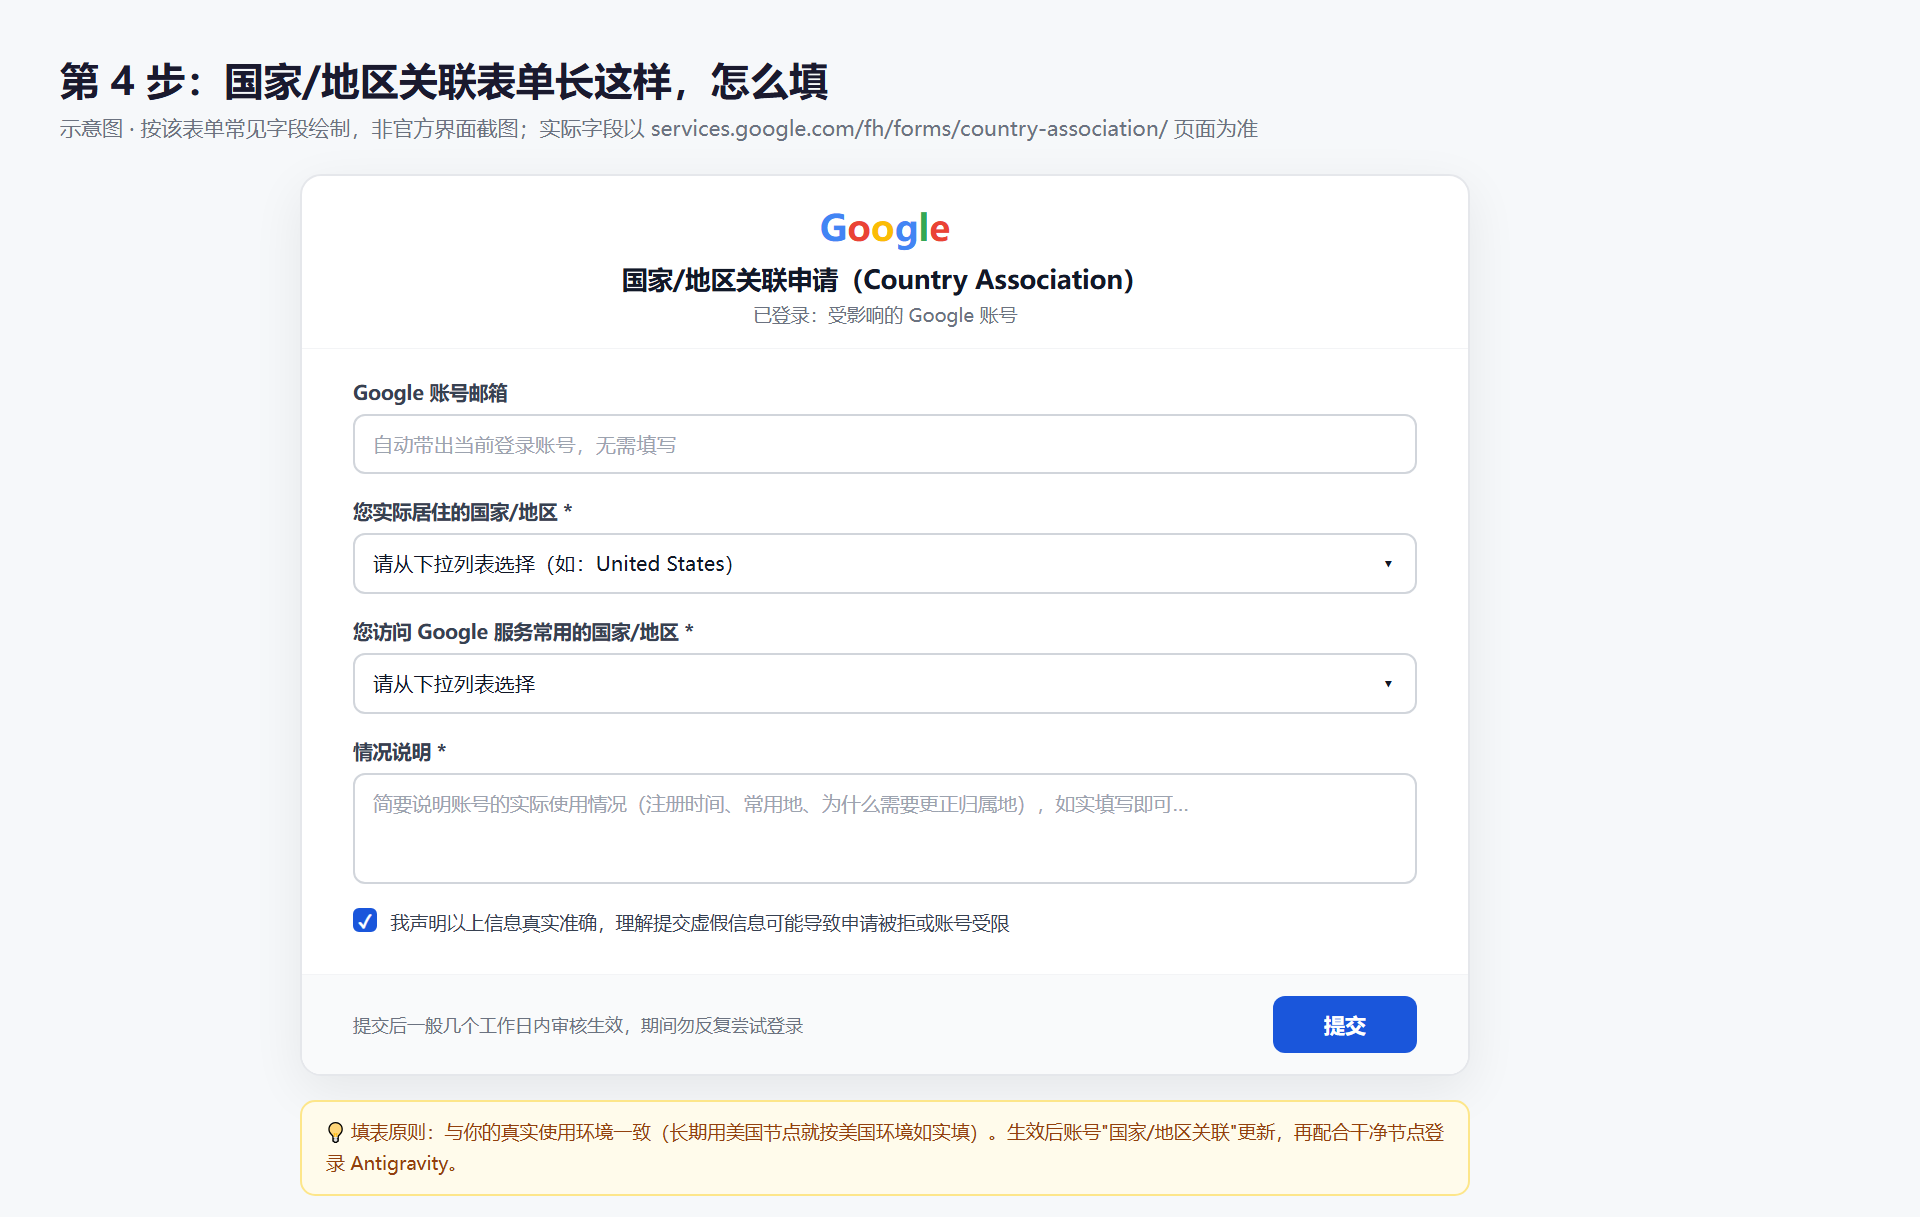 第 4 步：国家/地区关联表单长这样，怎么填
示意图 · 按该表单常见字段绘制，非官方界面截图；实际字段以 services.google.com/fh/forms/country-association/ 页面为准
Google
国家/地区关联申请（Country Association）
已登录：受影响的 Google 账号
Google 账号邮箱
自动带出当前登录账号，无需填写
您实际居住的国家/地区 *
请从下拉列表选择（如：United States）
您访问 Google 服务常用的国家/地区 *
请从下拉列表选择
情况说明 *
简要说明账号的实际使用情况（注册时间、常用地、为什么需要更正归属地），如实填写即可...
我声明以上信息真实准确，理解提交虚假信息可能导致申请被拒或账号受限
提交后一般几个工作日内审核生效，期间勿反复尝试登录
提交
填表原则：与你的真实使用环境一致（长期用美国节点就按美国环境如实填）。生效后账号"国家/地区关联"更新，再配合干净节点登
录 Antigravity。